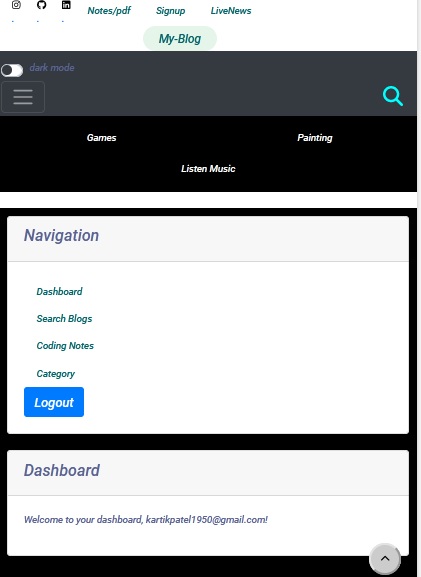 Notes/pdf Signup LiveNews
My-Blog
dark mode
Games Painting
Listen Music
Navigation
Dashboard
Search Blogs
Coding Notes
Category
Logout
Dashboard
Welcome to your dashboard, kartikpatel1950@gmail.com!